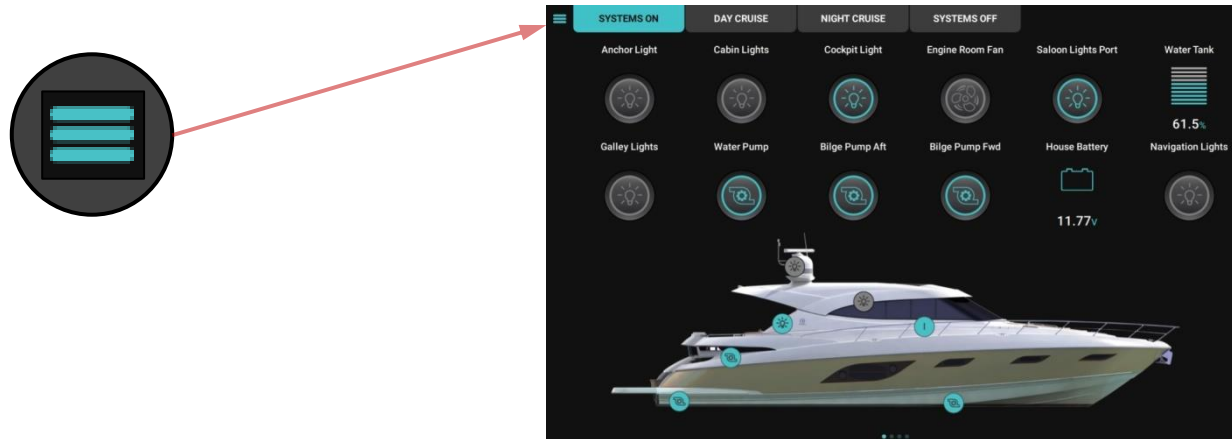 SYSTEMS ON DAY CRUISE NIGHT CRUISE SYSTEMS OFF
Anchor Light Cabin Lights Cockpit Light Engine Room Fan Saloon Lights Port Water Tank
61.5%
Galley Lights Water Pump Bilge Pump Aft Bilge Pump Fwd House Battery Navigation Lights
11.77V